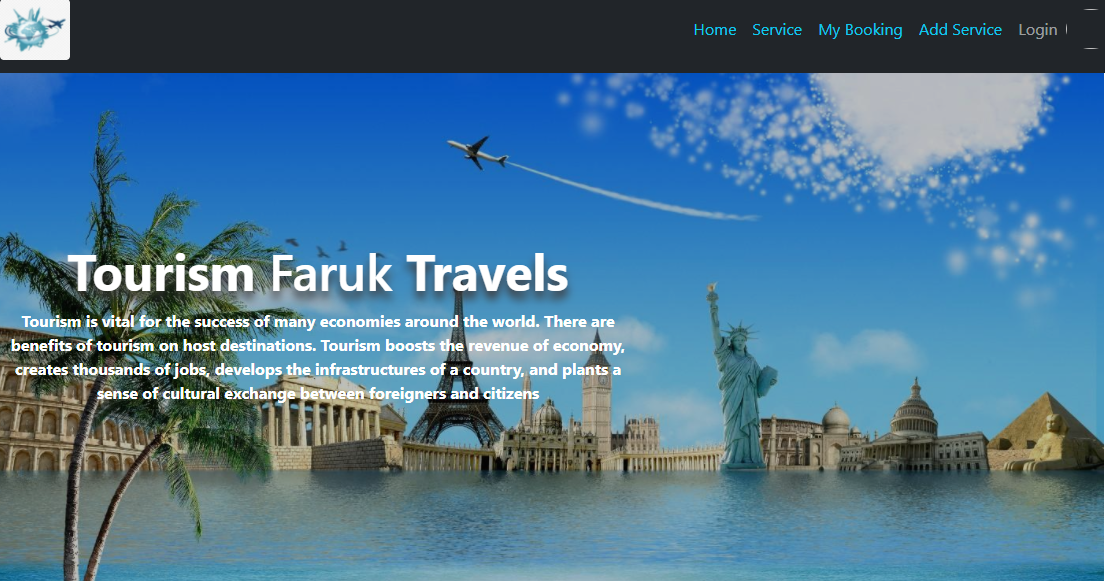 Home Service My Booking Add Service Login
Tourism Faruk Travels
Tourism is vital for the success of many economies around the world. There are
benefits of tourism on host destinations. Tourism boosts the revenue of economy,
creates thousands of jobs, develops the infrastructures of a country, and plants a
sense of cultural exchange between foreigners and citizens